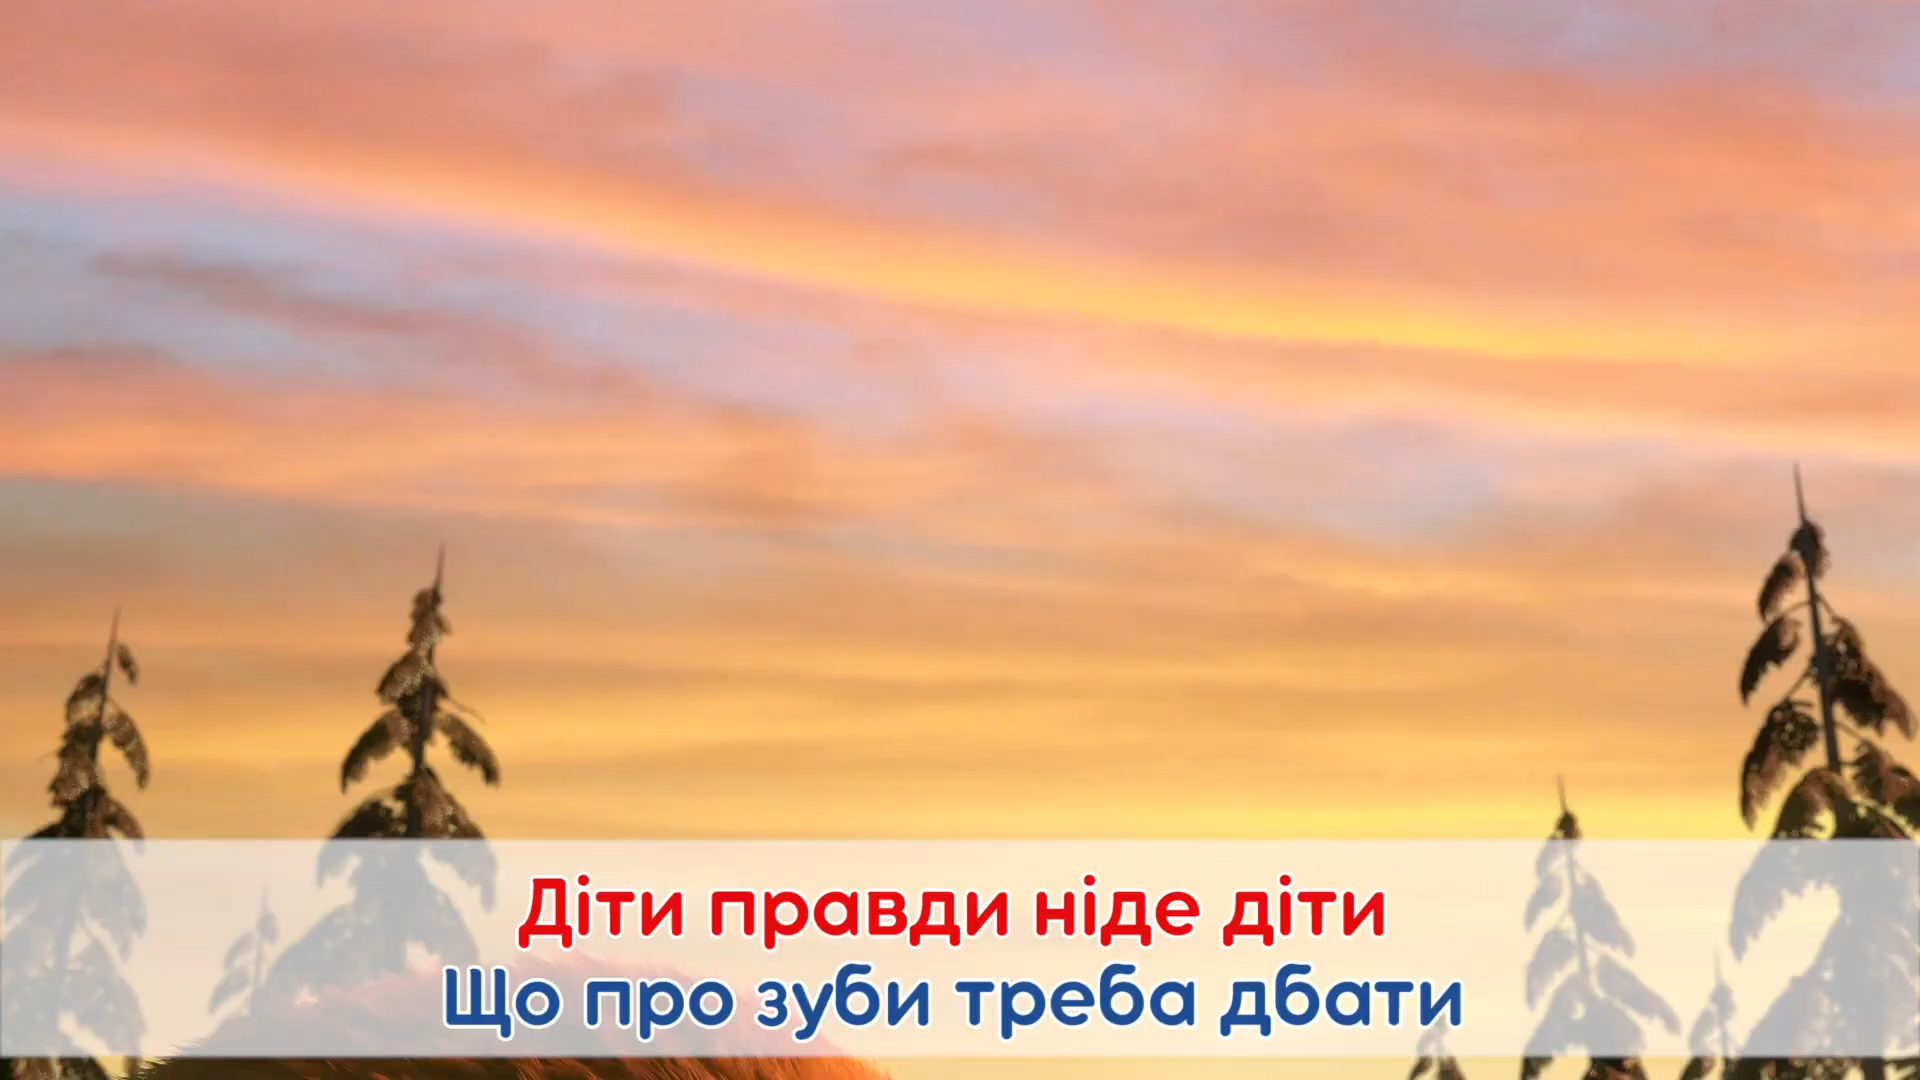 Діти правди ніде діти
Що про зуби треба дбати